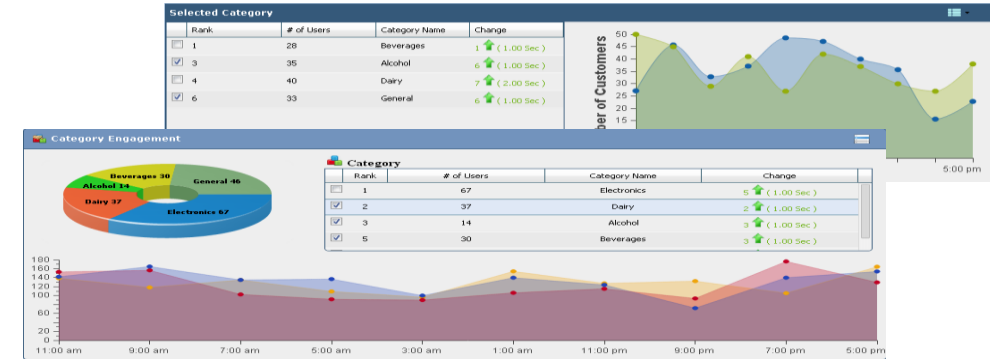 Selected Category
Rank # of Users Category Name Change
1 28 Beverages 1 (1.00 Sec)
3 35 Alcohol 6 (1.00 Sec)
4 40 Dairy 7 (2.00 Sec)
6 33 General 6 (1.00 Sec)
ber of Customers
50
45
40
35
30
25
20
15
5:00 pm
Category Engagement
Beverages 30
General 46
Alcohol 14
Dairy 37
Electronics 67
Category
Rank # of Users Category Name Change
1 67 Electronics 5 (1.00 Sec)
2 37 Dairy 2 (1.00 Sec)
3 14 Alcohol 3 (1.00 Sec)
5 30 Beverages 3 (1.00 Sec)
180
160
140
120
100
60
20
0
11:00 am 9:00 am 7:00 am 5:00 am 3:00 am 1:00 am 11:00 pm 9:00 pm 7:00 pm 5:00 pm